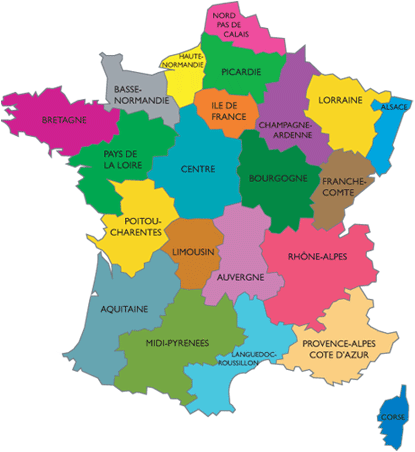 NORD
PAS DE
CALAIS
HAUTE-
NORMANDIE
PICARDIE
BASSE-
NORMANDIE
ILE DE
FRANCE
LORRAINE
ALSACE
CHAMPAGNE-
ARDENNE
BRETAGNE
PAYS DE
LA LOIRE
CENTRE
BOURGOGNE
FRANCHE-
COMTE
POITOU-
CHARENTES
LIMOUSIN
AUVERGNE
RHÔNE-ALPES
AQUITAINE
MIDI-PYRENEES
LANGUEDOC-
ROUSSILLON
PROVENCE-ALPES
COTE D'AZUR
CORSE